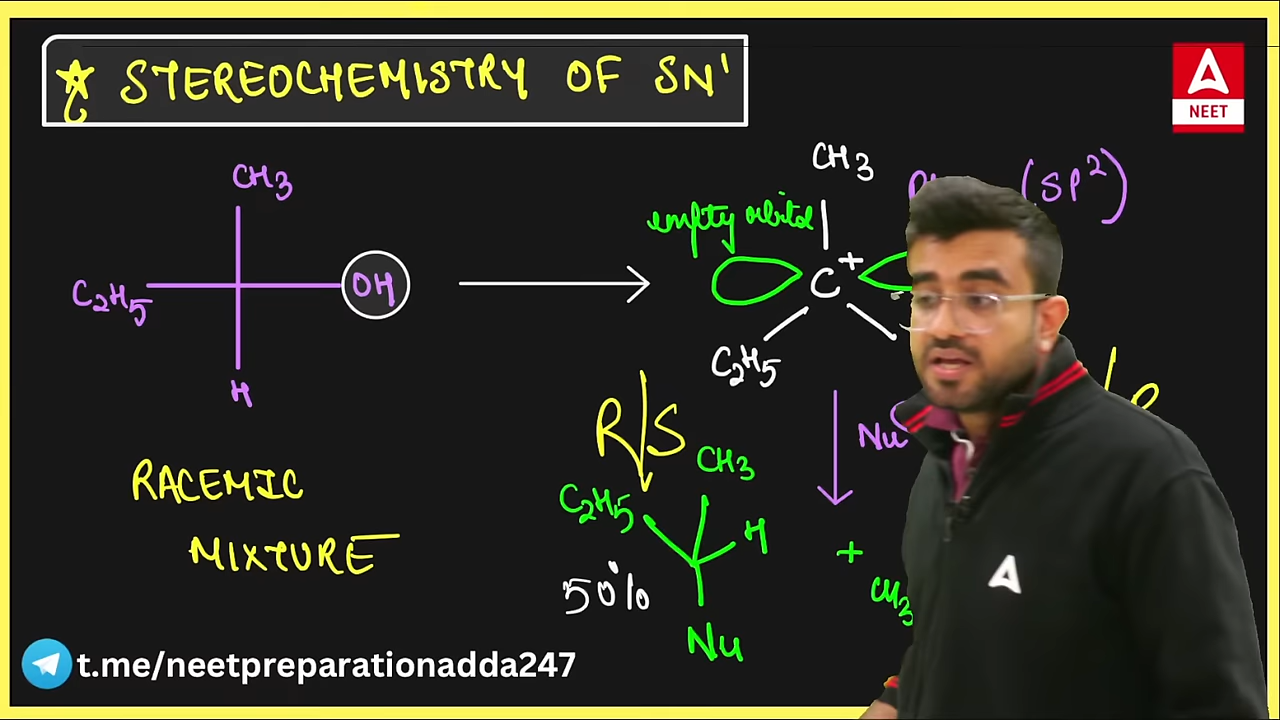 STEREOCHEMISTRY OF SN'
NEET
CH3
C2H5
OH
H
RACEMIC
MIXTURE
CH3
(SP²)
empty orbital
C+
C2H5
R/S
Nu
CH3
C2H5
H
50%
Nu
+
CH3
t.me/neetpreparationadda247